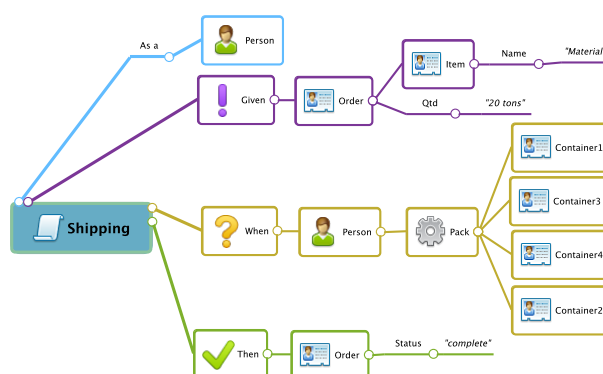 As a
Person
Given
Order
Item
Name
"Material
Qtd
"20 tons"
Shipping
When
Person
Pack
Container1
Container3
Container4
Container2
Then
Order
Status
"complete"